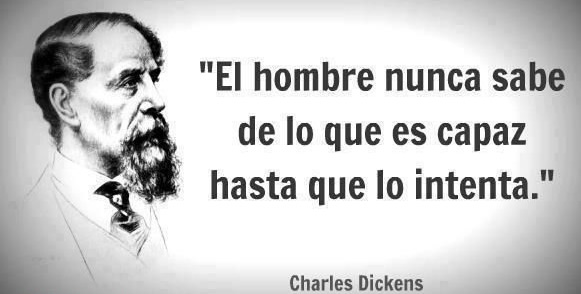 "El hombre nunca sabe
de lo que es capaz
hasta que lo intenta."
Charles Dickens